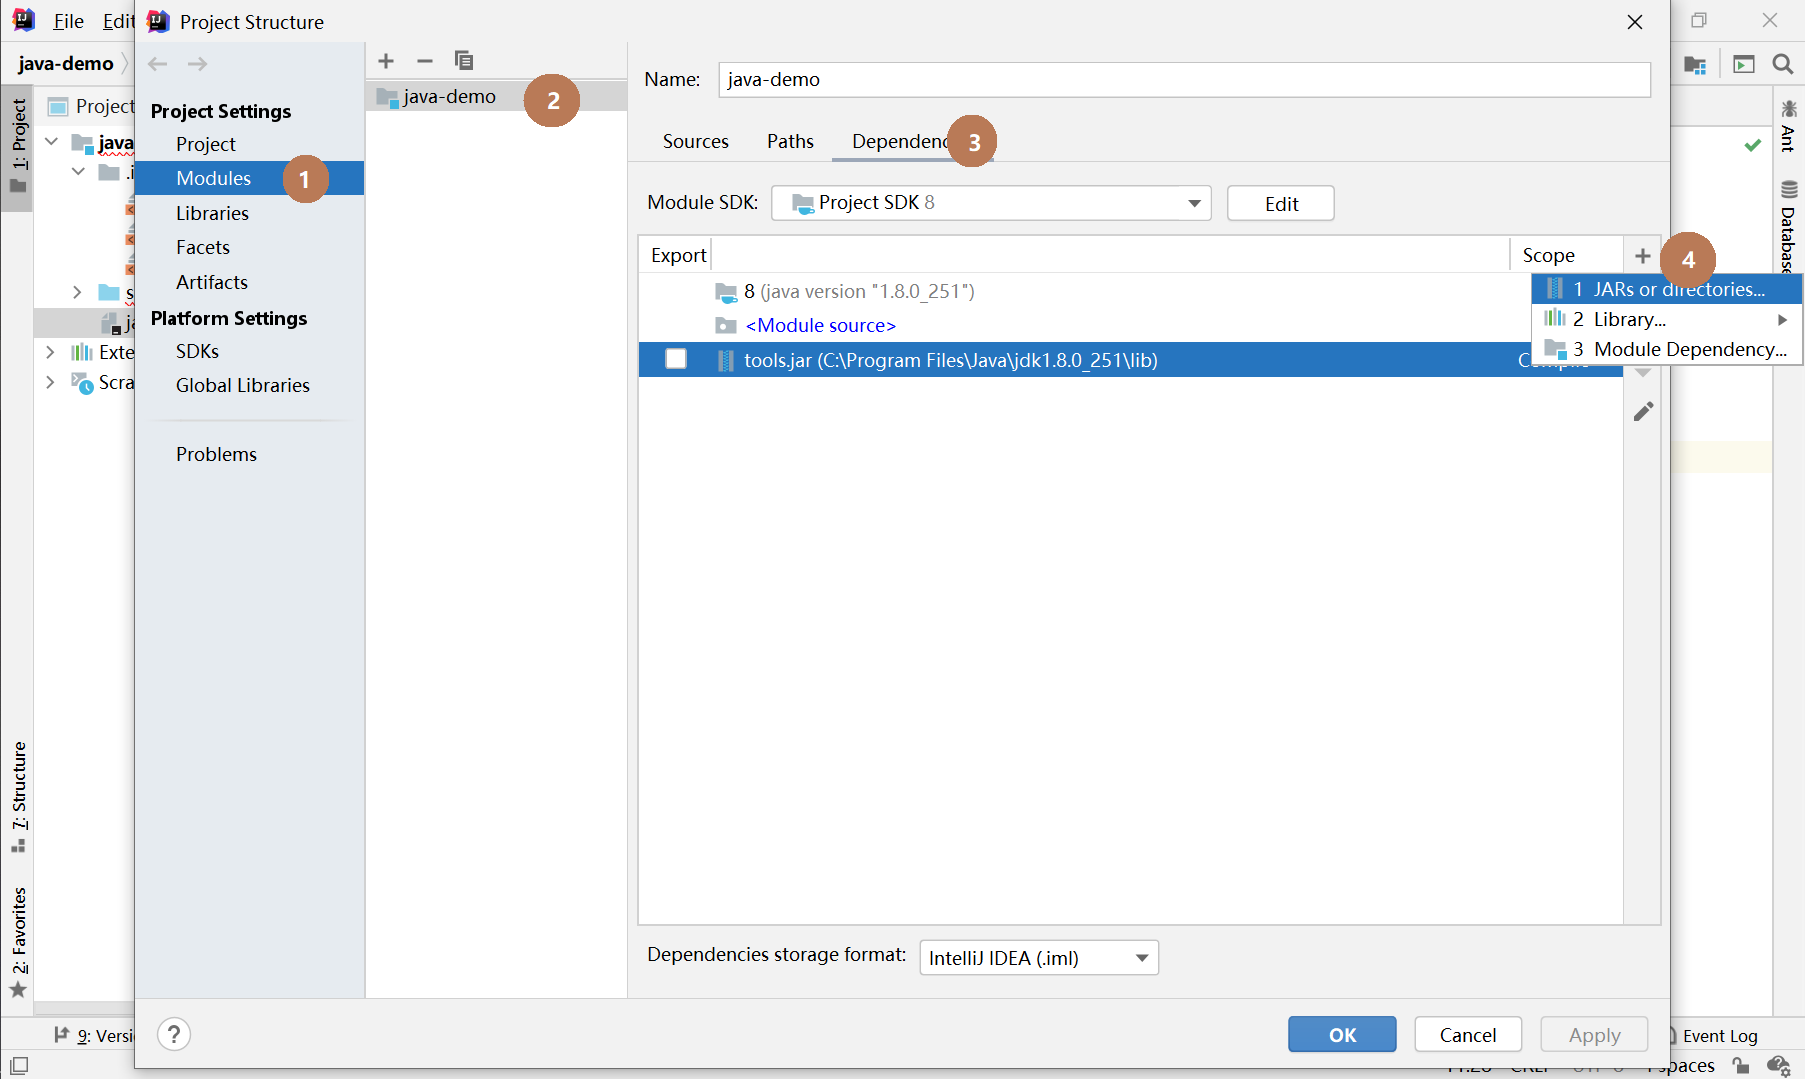 File
Edit
Project Structure
java-demo
Project
1: Project
java
.i
s
ja
Exte
Scra
7: Structure
2: Favorites
9: Versi
Project Settings
Project
Modules
1
Libraries
Facets
Artifacts
Platform Settings
SDKs
Global Libraries
Problems
java-demo
2
Name:
java-demo
Sources
Paths
Dependenc
3
Module SDK:
Project SDK 8
Edit
Export
Scope
4
8 (java version "1.8.0_251")
<Module source>
tools.jar (C:\Program Files\Java\jdk1.8.0_251\lib)
1 JARs or directories...
2 Library...
3 Module Dependency...
Dependencies storage format:
IntelliJ IDEA (.iml)
?
OK
Cancel
Apply
Ant
Database
Event Log
spaces